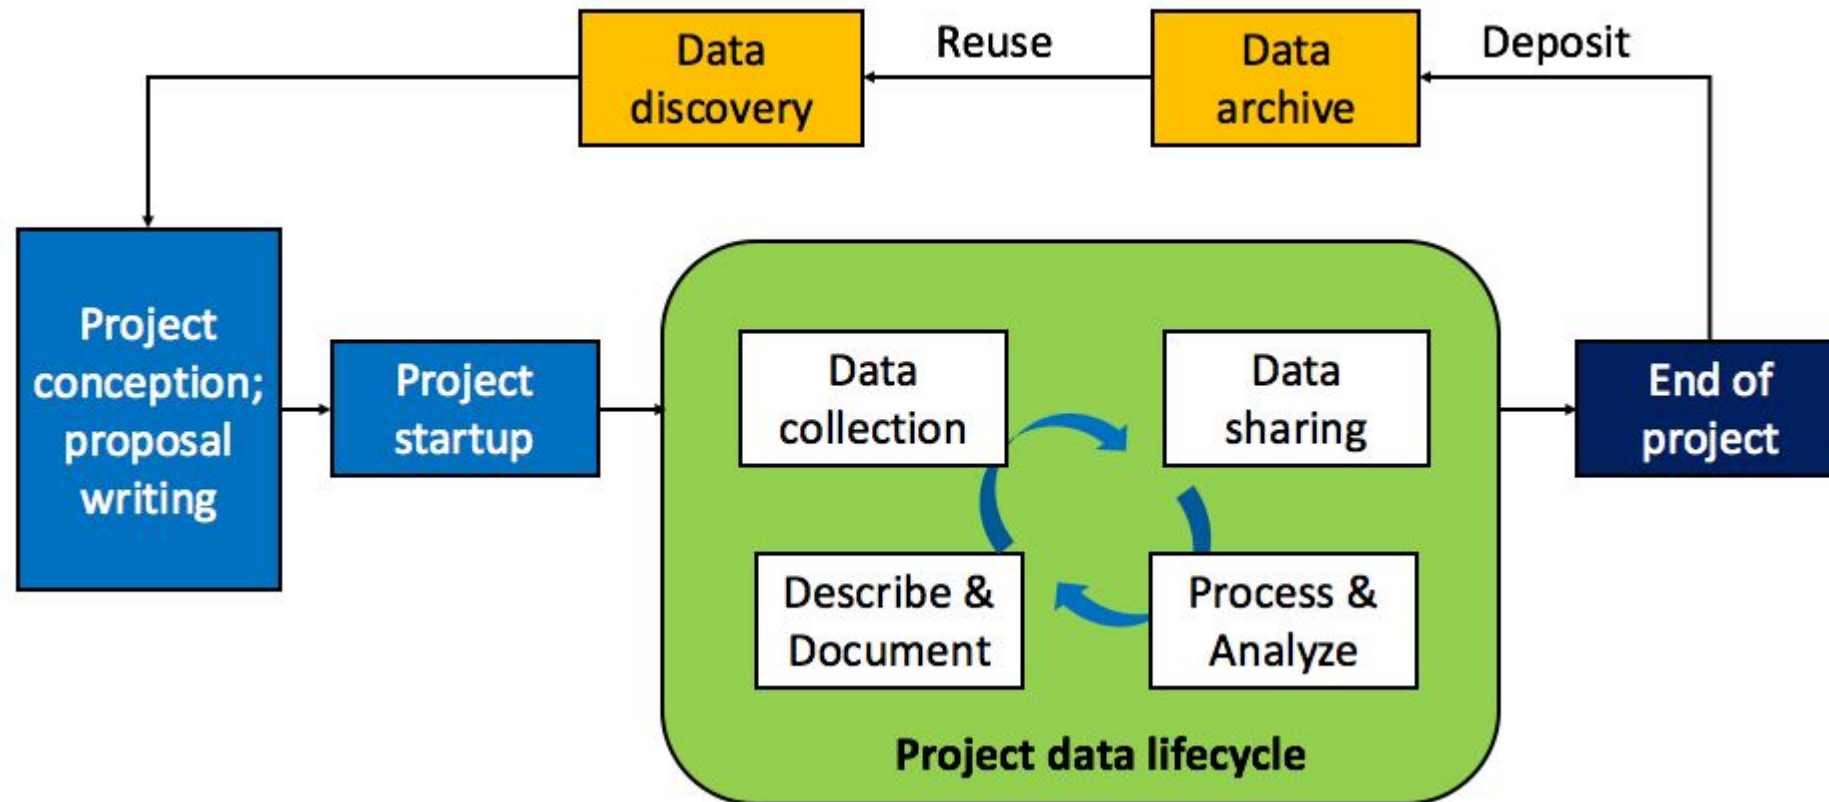 Data
discovery
Reuse
Data
archive
Deposit
Project
conception;
proposal
writing
Project
startup
Data
collection
Data
sharing
Describe &
Document
Process &
Analyze
Project data lifecycle
End of
project